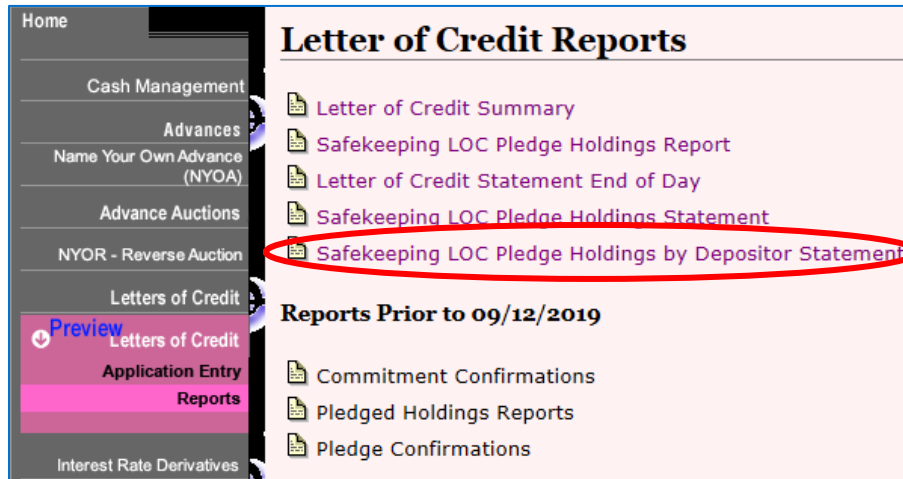 Home
Cash Management
Advances
Name Your Own Advance
(NYOA)
Advance Auctions
NYOR - Reverse Auction
Letters of Credit
Preview
Letters of Credit
Application Entry
Reports
Interest Rate Derivatives
Letter of Credit Reports
Letter of Credit Summary
Safekeeping LOC Pledge Holdings Report
Letter of Credit Statement End of Day
Safekeeping LOC Pledge Holdings Statement
Safekeeping LOC Pledge Holdings by Depositor Statement
Reports Prior to 09/12/2019
Commitment Confirmations
Pledged Holdings Reports
Pledge Confirmations